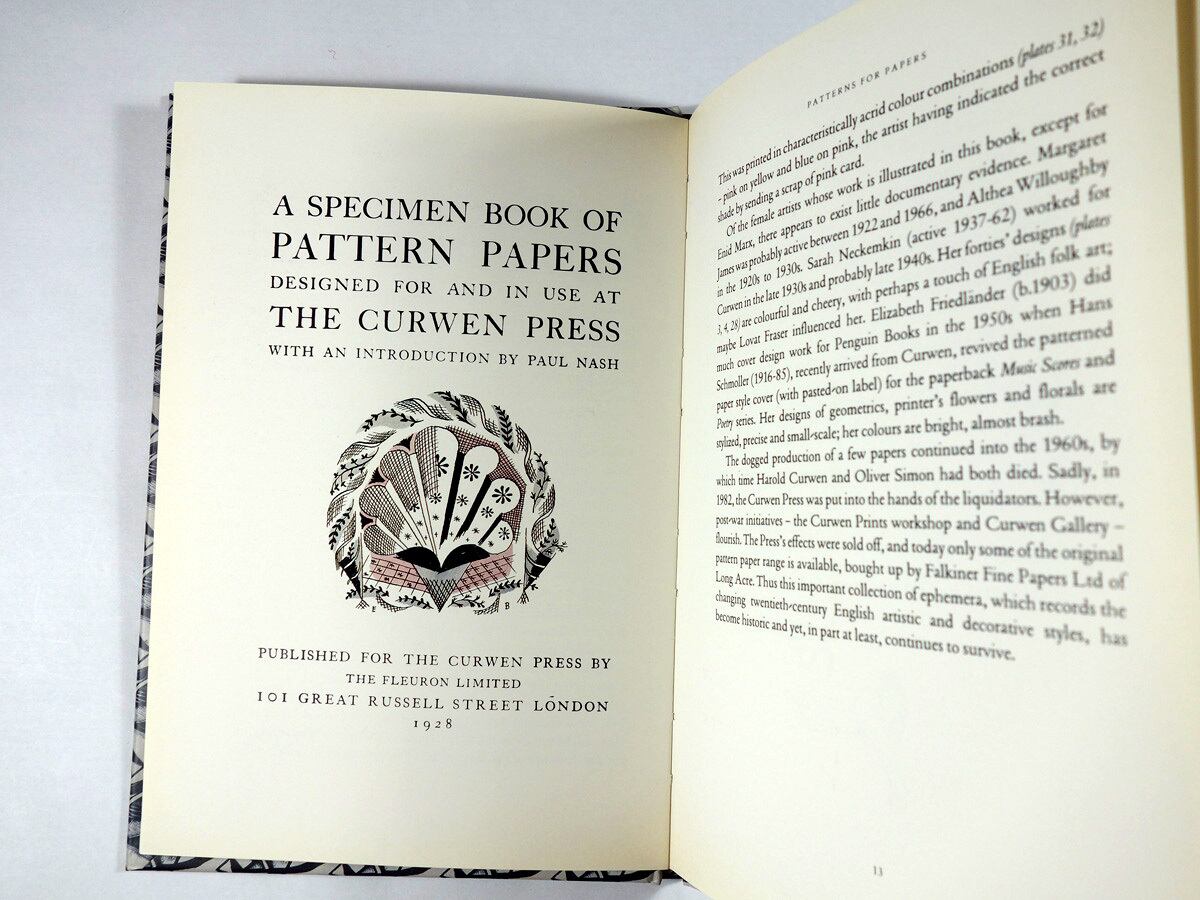 A SPECIMEN BOOK OF
PATTERN PAPERS
DESIGNED FOR AND IN USE AT
THE CURWEN PRESS
WITH AN INTRODUCTION BY PAUL NASH
E B
PUBLISHED FOR THE CURWEN PRESS BY
THE FLEURON LIMITED
101 GREAT RUSSELL STREET LONDON
1928
PATTERNS FOR PAPERS
This was printed in characteristically acrid colour combinations (plates 31, 32)
– pink on yellow and blue on pink, the artist having indicated the correct
shade by sending a scrap of pink card.
Of the female artists whose work is illustrated in this book, except for
Enid Marx, there appears to exist little documentary evidence. Margaret
James was probably active between 1922 and 1966, and Althea Willoughby
in the 1920s to 1930s. Sarah Neckemkin (active 1937-62) worked for
Curwen in the late 1930s and probably late 1940s. Her forties' designs (plates
3, 4, 28) are colourful and cheery, with perhaps a touch of English folk art;
maybe Lovat Fraser influenced her. Elizabeth Friedländer (b.1903) did
much cover design work for Penguin Books in the 1950s when Hans
Schmoller (1916-85), recently arrived from Curwen, revived the patterned
paper style cover (with pasted-on label) for the paperback Music Scores and
Poetry series. Her designs of geometrics, printer's flowers and florals are
stylized, precise and small-scale; her colours are bright, almost brash.
The dogged production of a few papers continued into the 1960s, by
which time Harold Curwen and Oliver Simon had both died. Sadly, in
1982, the Curwen Press was put into the hands of the liquidators. However,
post-war initiatives – the Curwen Prints workshop and Curwen Gallery –
flourish. The Press's effects were sold off, and today only some of the original
pattern paper range is available, bought up by Falkiner Fine Papers Ltd of
Long Acre. Thus this important collection of ephemera, which records the
changing twentieth-century English artistic and decorative styles, has
become historic and yet, in part at least, continues to survive.
13